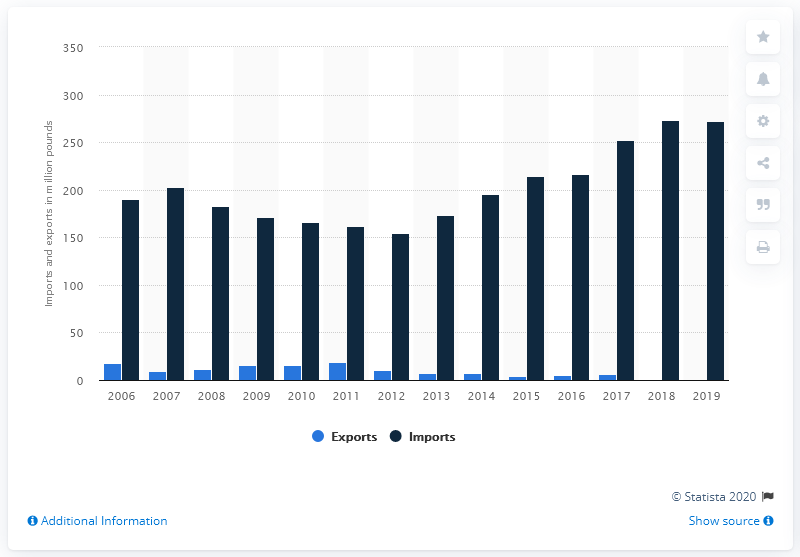 350
300
250
200
150
100
50
0
Imports and exports in million pounds
2006 2007 2008 2009 2010 2011 2012 2013 2014 2015 2016 2017 2018 2019
Exports Imports
© Statista 2020
Additional Information
Show source